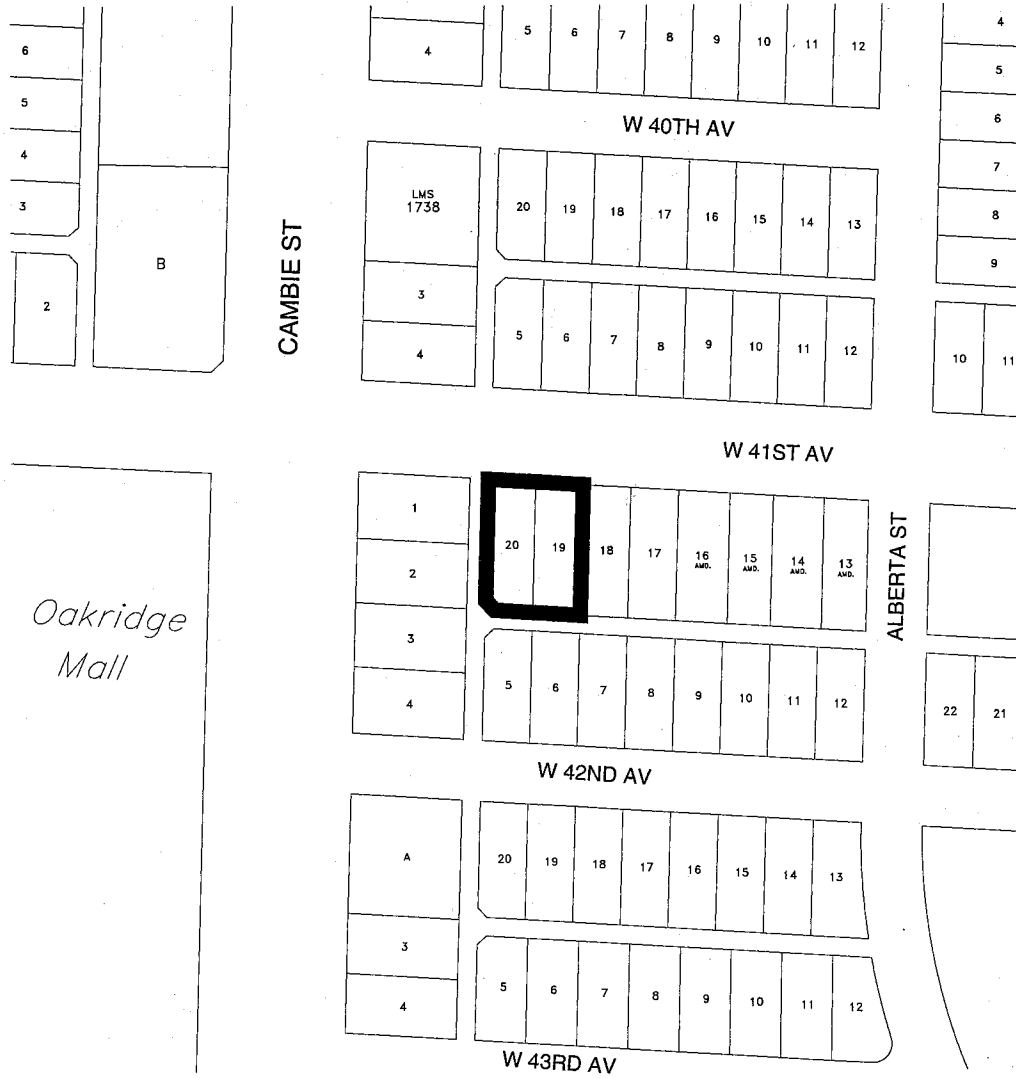 6
5
4
3
2
B
CAMBIE ST
4
5 6 7 8 9 10 11 12
4
5
6
7
8
9
W 40TH AV
LMS
1738
3
4
20 19 18 17 16 15 14 13
5 6 7 8 9 10 11 12
10 11
W 41ST AV
Oakridge
Mall
1
2
3
4
20 19 18 17 16 AMD. 15 AMD. 14 AMD. 13 AMD.
ALBERTA ST
5 6 7 8 9 10 11 12
22 21
W 42ND AV
A
3
4
20 19 18 17 16 15 14 13
5 6 7 8 9 10 11 12
W 43RD AV